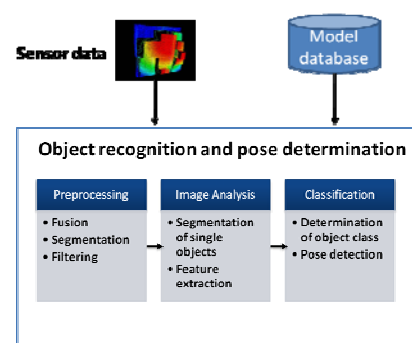 Sensor data
Model
database
Object recognition and pose determination
Preprocessing
• Fusion
• Segmentation
• Filtering
Image Analysis
• Segmentation
of single
objects
• Feature
extraction
Classification
• Determination
of object class
• Pose detection